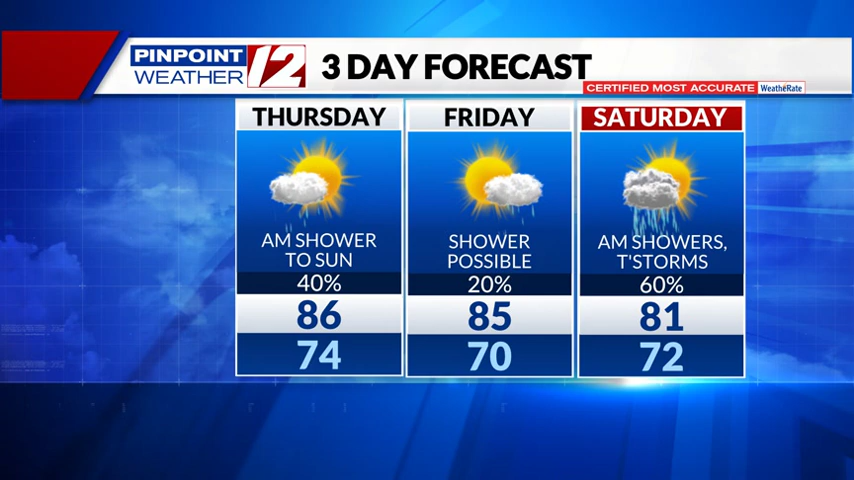 PINPOINT
WEATHER 12
3 DAY FORECAST
CERTIFIED MOST ACCURATE WeatheRate
THURSDAY
AM SHOWER
TO SUN
40%
86
74
FRIDAY
SHOWER
POSSIBLE
20%
85
70
SATURDAY
AM SHOWERS,
T'STORMS
60%
81
72